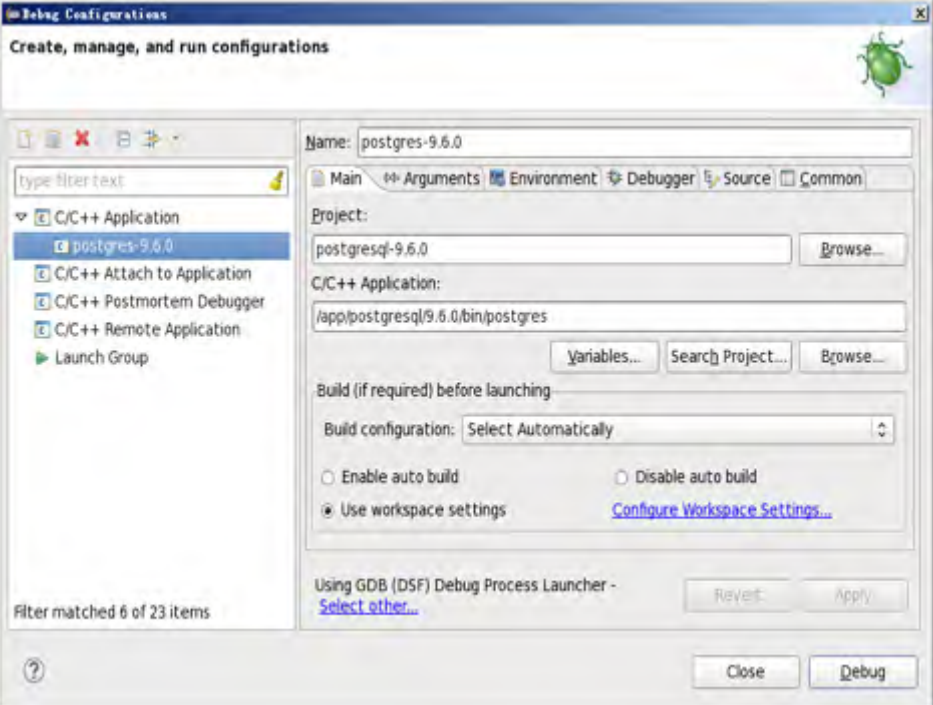 Debug Configurations
Create, manage, and run configurations
type filter text
C/C++ Application
postgres-9.6.0
C/C++ Attach to Application
C/C++ Postmortem Debugger
C/C++ Remote Application
Launch Group
Filter matched 6 of 23 items
Name: postgres-9.6.0
Main Arguments Environment Debugger Source Common
Project:
postgresql-9.6.0 Browse...
C/C++ Application:
/app/postgresql/9.6.0/bin/postgres
Variables... Search Project... Browse...
Build (if required) before launching
Build configuration: Select Automatically
Enable auto build Disable auto build
Use workspace settings Configure Workspace Settings...
Using GDB (DSF) Debug Process Launcher -
Select other...
Revert Apply
Close Debug